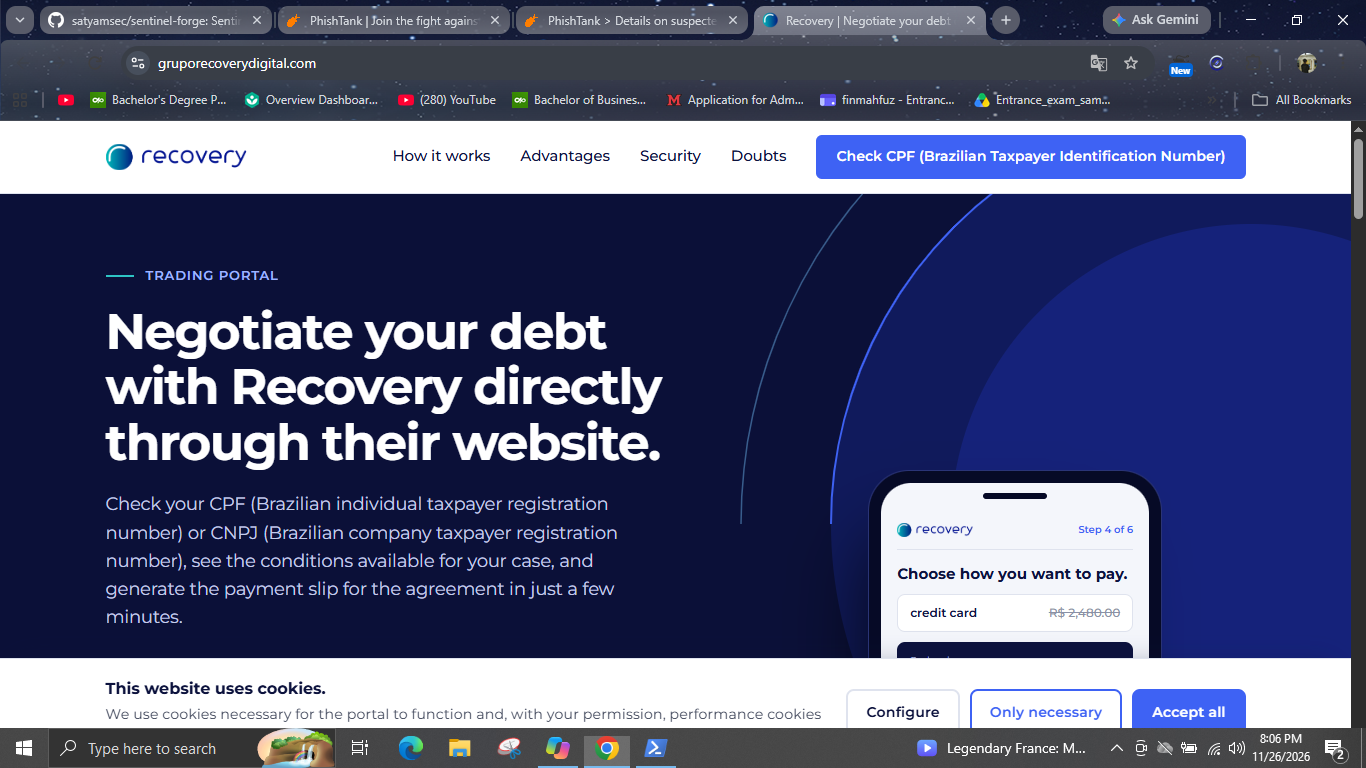 satyamsec/sentinel-forge: Senti
PhishTank | Join the fight agains
PhishTank > Details on suspecte
Recovery | Negotiate your debt
Ask Gemini
gruporecoverydigital.com
New
Bachelor's Degree P...
Overview Dashboar...
(280) YouTube
Bachelor of Business...
Application for Adm...
finmahfuz - Entranc...
Entrance_exam_sam...
All Bookmarks
recovery
How it works
Advantages
Security
Doubts
Check CPF (Brazilian Taxpayer Identification Number)
TRADING PORTAL
Negotiate your debt
with Recovery directly
through their website.
Check your CPF (Brazilian individual taxpayer registration
number) or CNPJ (Brazilian company taxpayer registration
number), see the conditions available for your case, and
generate the payment slip for the agreement in just a few
minutes.
recovery
Step 4 of 6
Choose how you want to pay.
credit card
R$ 2,480.00
This website uses cookies.
We use cookies necessary for the portal to function and, with your permission, performance cookies
Configure
Only necessary
Accept all
Type here to search
Legendary France: M...
8:06 PM
11/26/2026
2